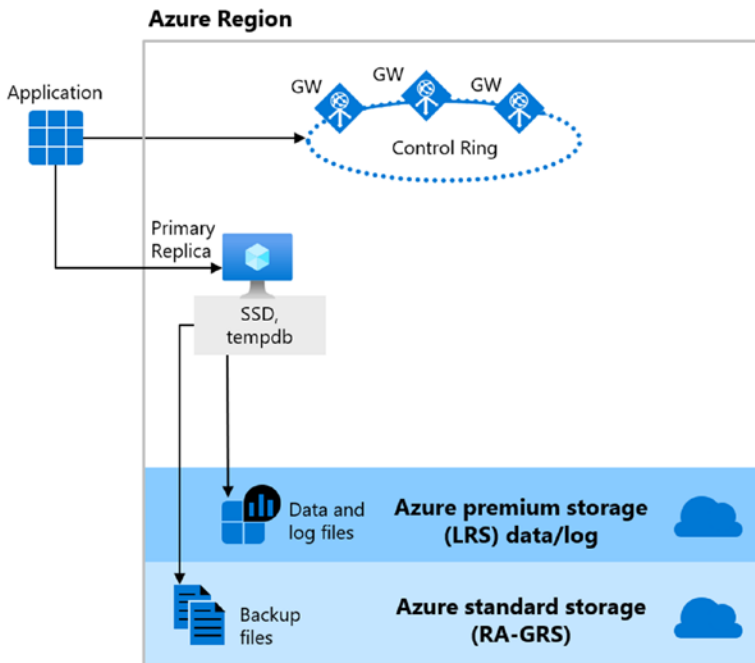 Azure Region
GW
GW
GW
Application
Control Ring
Primary
Replica
SSD,
tempdb
Data and
log files
Azure premium storage
(LRS) data/log
Backup
files
Azure standard storage
(RA-GRS)